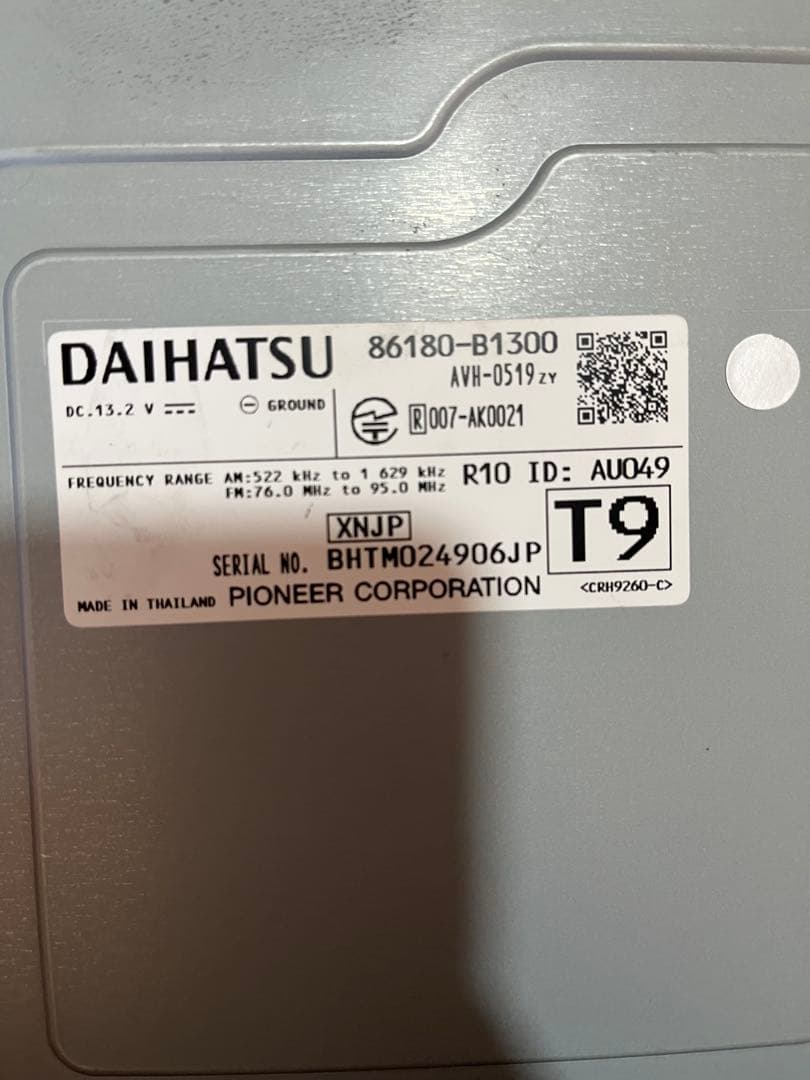 DAIHATSU 86180-B1300
AVH-0519ZY
DC.13.2 V GROUND
R 007-AK0021
FREQUENCY RANGE AM:522 kHz to 1 629 kHz R10 ID: AU049
FM:76.0 MHz to 95.0 MHz
XNJP T9
SERIAL NO. BHTM024906JP
MADE IN THAILAND PIONEER CORPORATION <CRH9260-C>